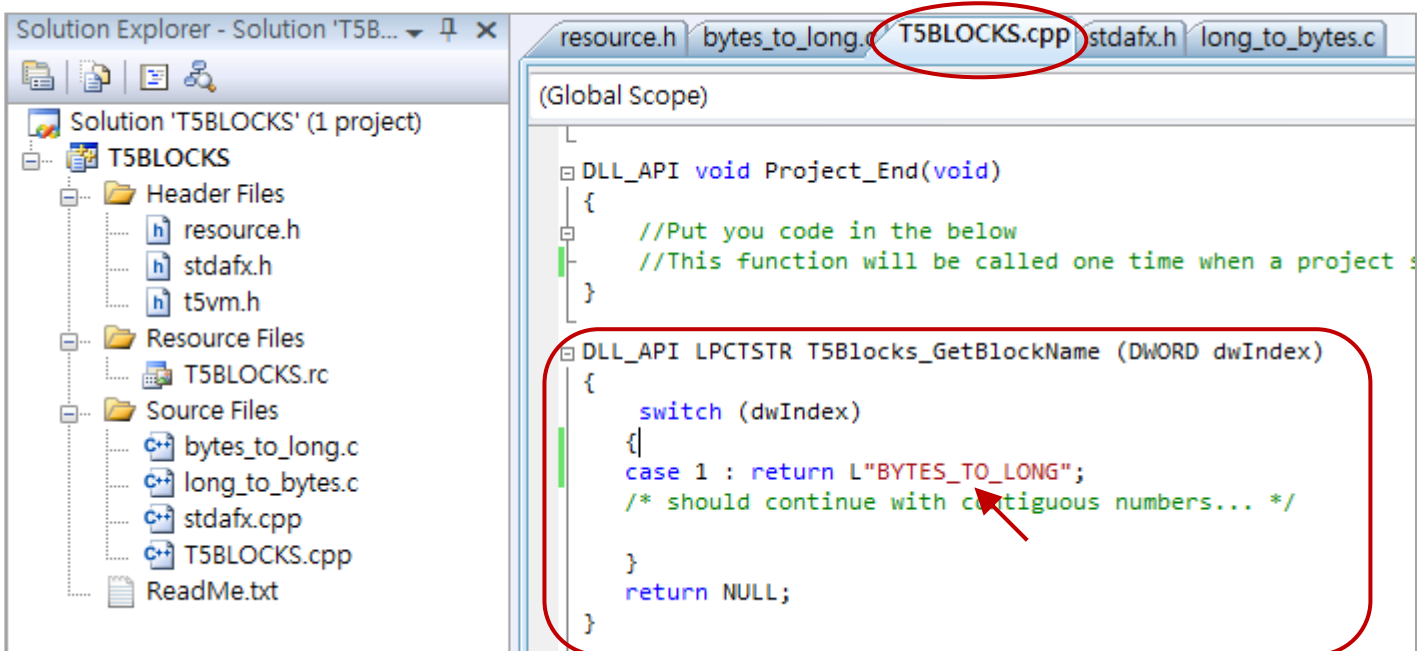 Solution Explorer - Solution 'T5B...
Solution 'T5BLOCKS' (1 project)
T5BLOCKS
Header Files
resource.h
stdafx.h
t5vm.h
Resource Files
T5BLOCKS.rc
Source Files
bytes_to_long.c
long_to_bytes.c
stdafx.cpp
T5BLOCKS.cpp
ReadMe.txt
resource.h bytes_to_long.c T5BLOCKS.cpp stdafx.h long_to_bytes.c
(Global Scope)
DLL_API void Project_End(void)
{
//Put you code in the below
//This function will be called one time when a project s
}
DLL_API LPCTSTR T5Blocks_GetBlockName (DWORD dwIndex)
{
switch (dwIndex)
{
case 1 : return L"BYTES_TO_LONG";
/* should continue with contiguous numbers... */
}
return NULL;
}